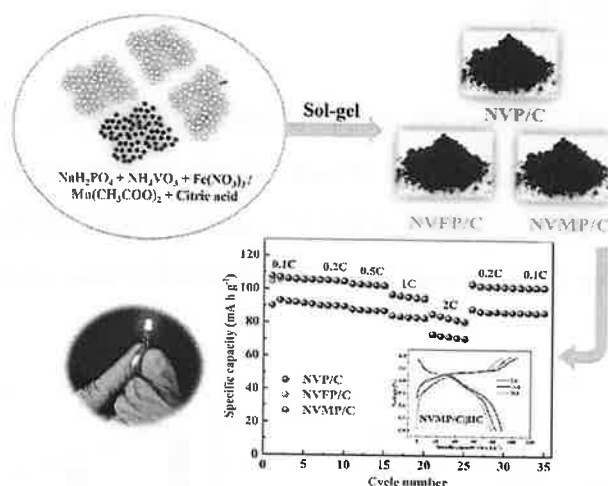 NaH₂PO₄ + NH₄VO₃ + Fe(NO₃)₃/
Mn(CH₃COO)₂ + Citric acid
Sol-gel
NVP/C
NVFP/C
NVMP/C
Specific capacity (mA h g⁻¹)
120
100
80
60
40
20
0
0.1C
0.2C
0.5C
1C
2C
0.2C
0.1C
NVP/C
NVFP/C
NVMP/C
NVMP/C||HC
0 5 10 15 20 25 30 35
Cycle number